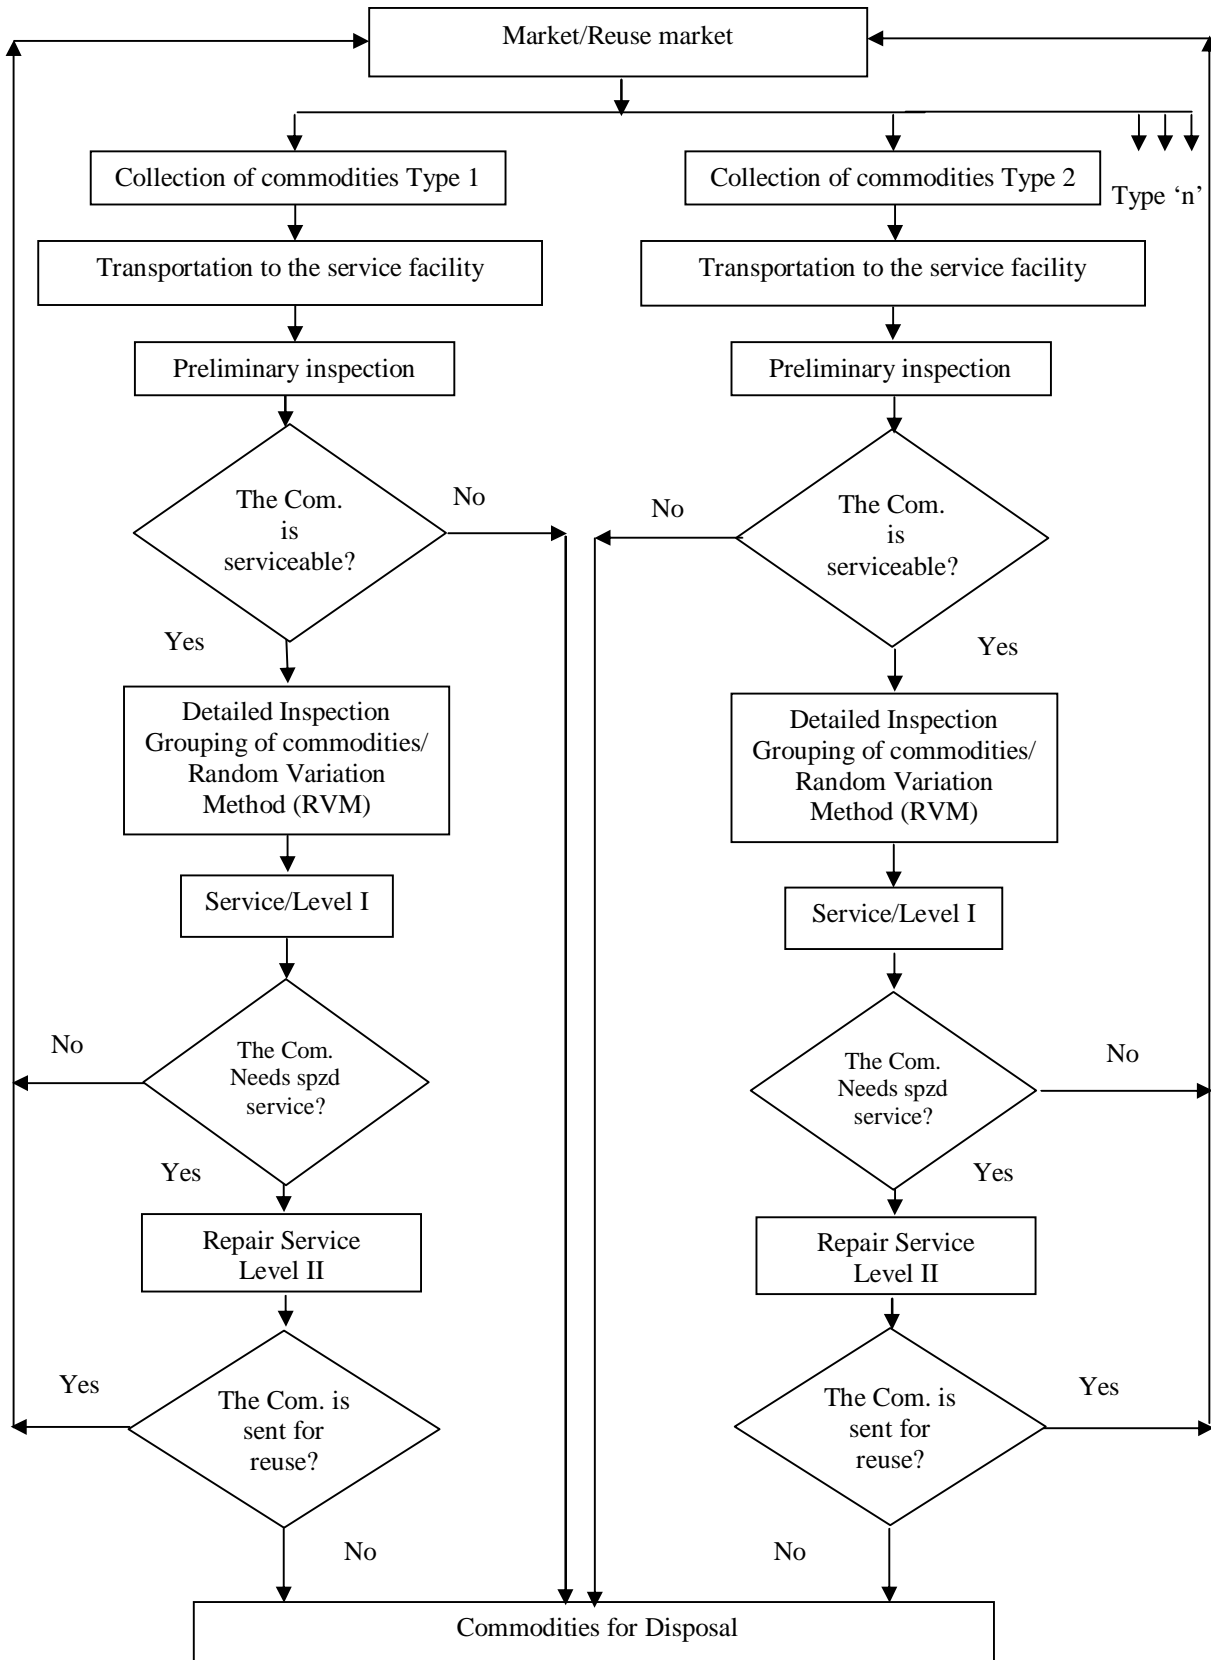 Market/Reuse market
Collection of commodities Type 1
Collection of commodities Type 2
Type ‘n’
Transportation to the service facility
Transportation to the service facility
Preliminary inspection
Preliminary inspection
The Com.
is
serviceable?
No
No
The Com.
is
serviceable?
Yes
Yes
Detailed Inspection
Grouping of commodities/
Random Variation
Method (RVM)
Detailed Inspection
Grouping of commodities/
Random Variation
Method (RVM)
Service/Level I
Service/Level I
No
The Com.
Needs spzd
service?
The Com.
Needs spzd
service?
No
Yes
Yes
Repair Service
Level II
Repair Service
Level II
Yes
The Com. is
sent for
reuse?
The Com. is
sent for
reuse?
Yes
No
No
Commodities for Disposal